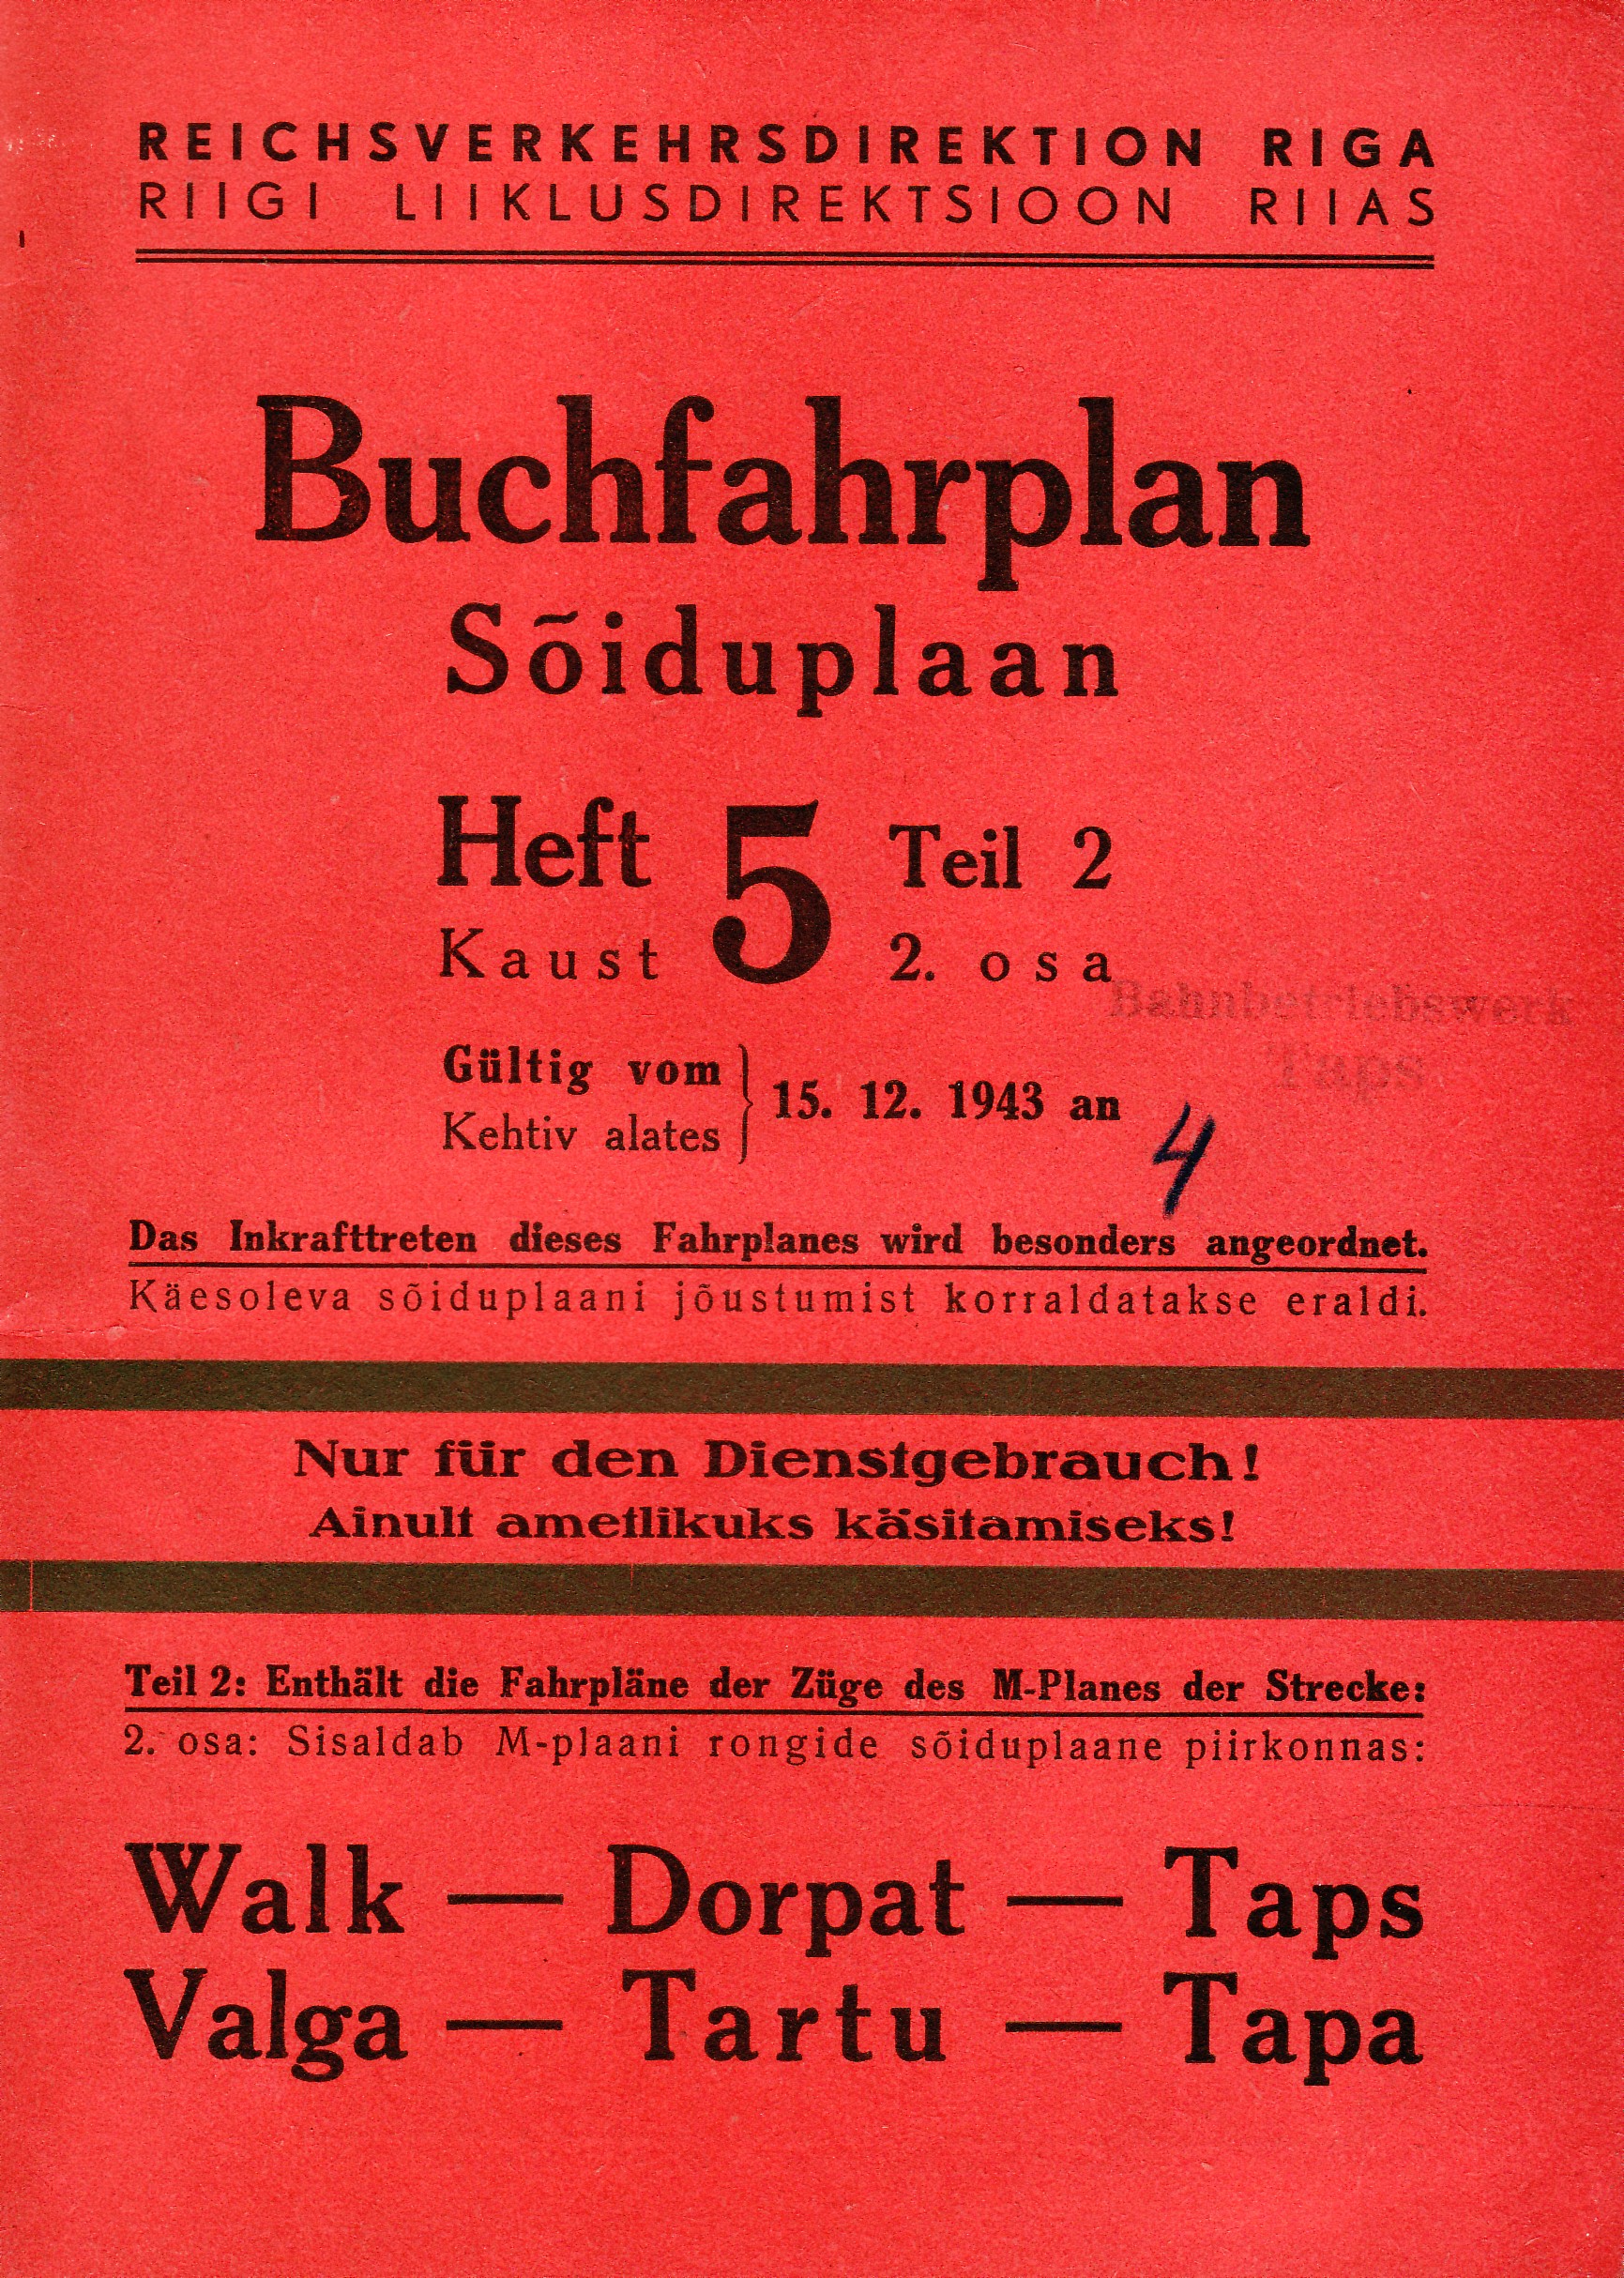 REICHSVERKEHRSDIREKTION RIGA
RIIGI LIIKLUSDIREKTSIOON RIIAS
Buchfahrplan
Sõiduplaan
Heft 5 Teil 2
Kaust 2. osa
Bahnbetriebswerk
Taps
Gültig vom } 15. 12. 1943 an
Kehtiv alates
4
Das Inkrafttreten dieses Fahrplanes wird besonders angeordnet.
Käesoleva sõiduplaani jõustumist korraldatakse eraldi.
Nur für den Dienstgebrauch!
Ainult ametlikuks käsitamiseks!
Teil 2: Enthält die Fahrpläne der Züge des M-Planes der Strecke:
2. osa: Sisaldab M-plaani rongide sõiduplaane piirkonnas:
Walk — Dorpat — Taps
Valga — Tartu — Tapa